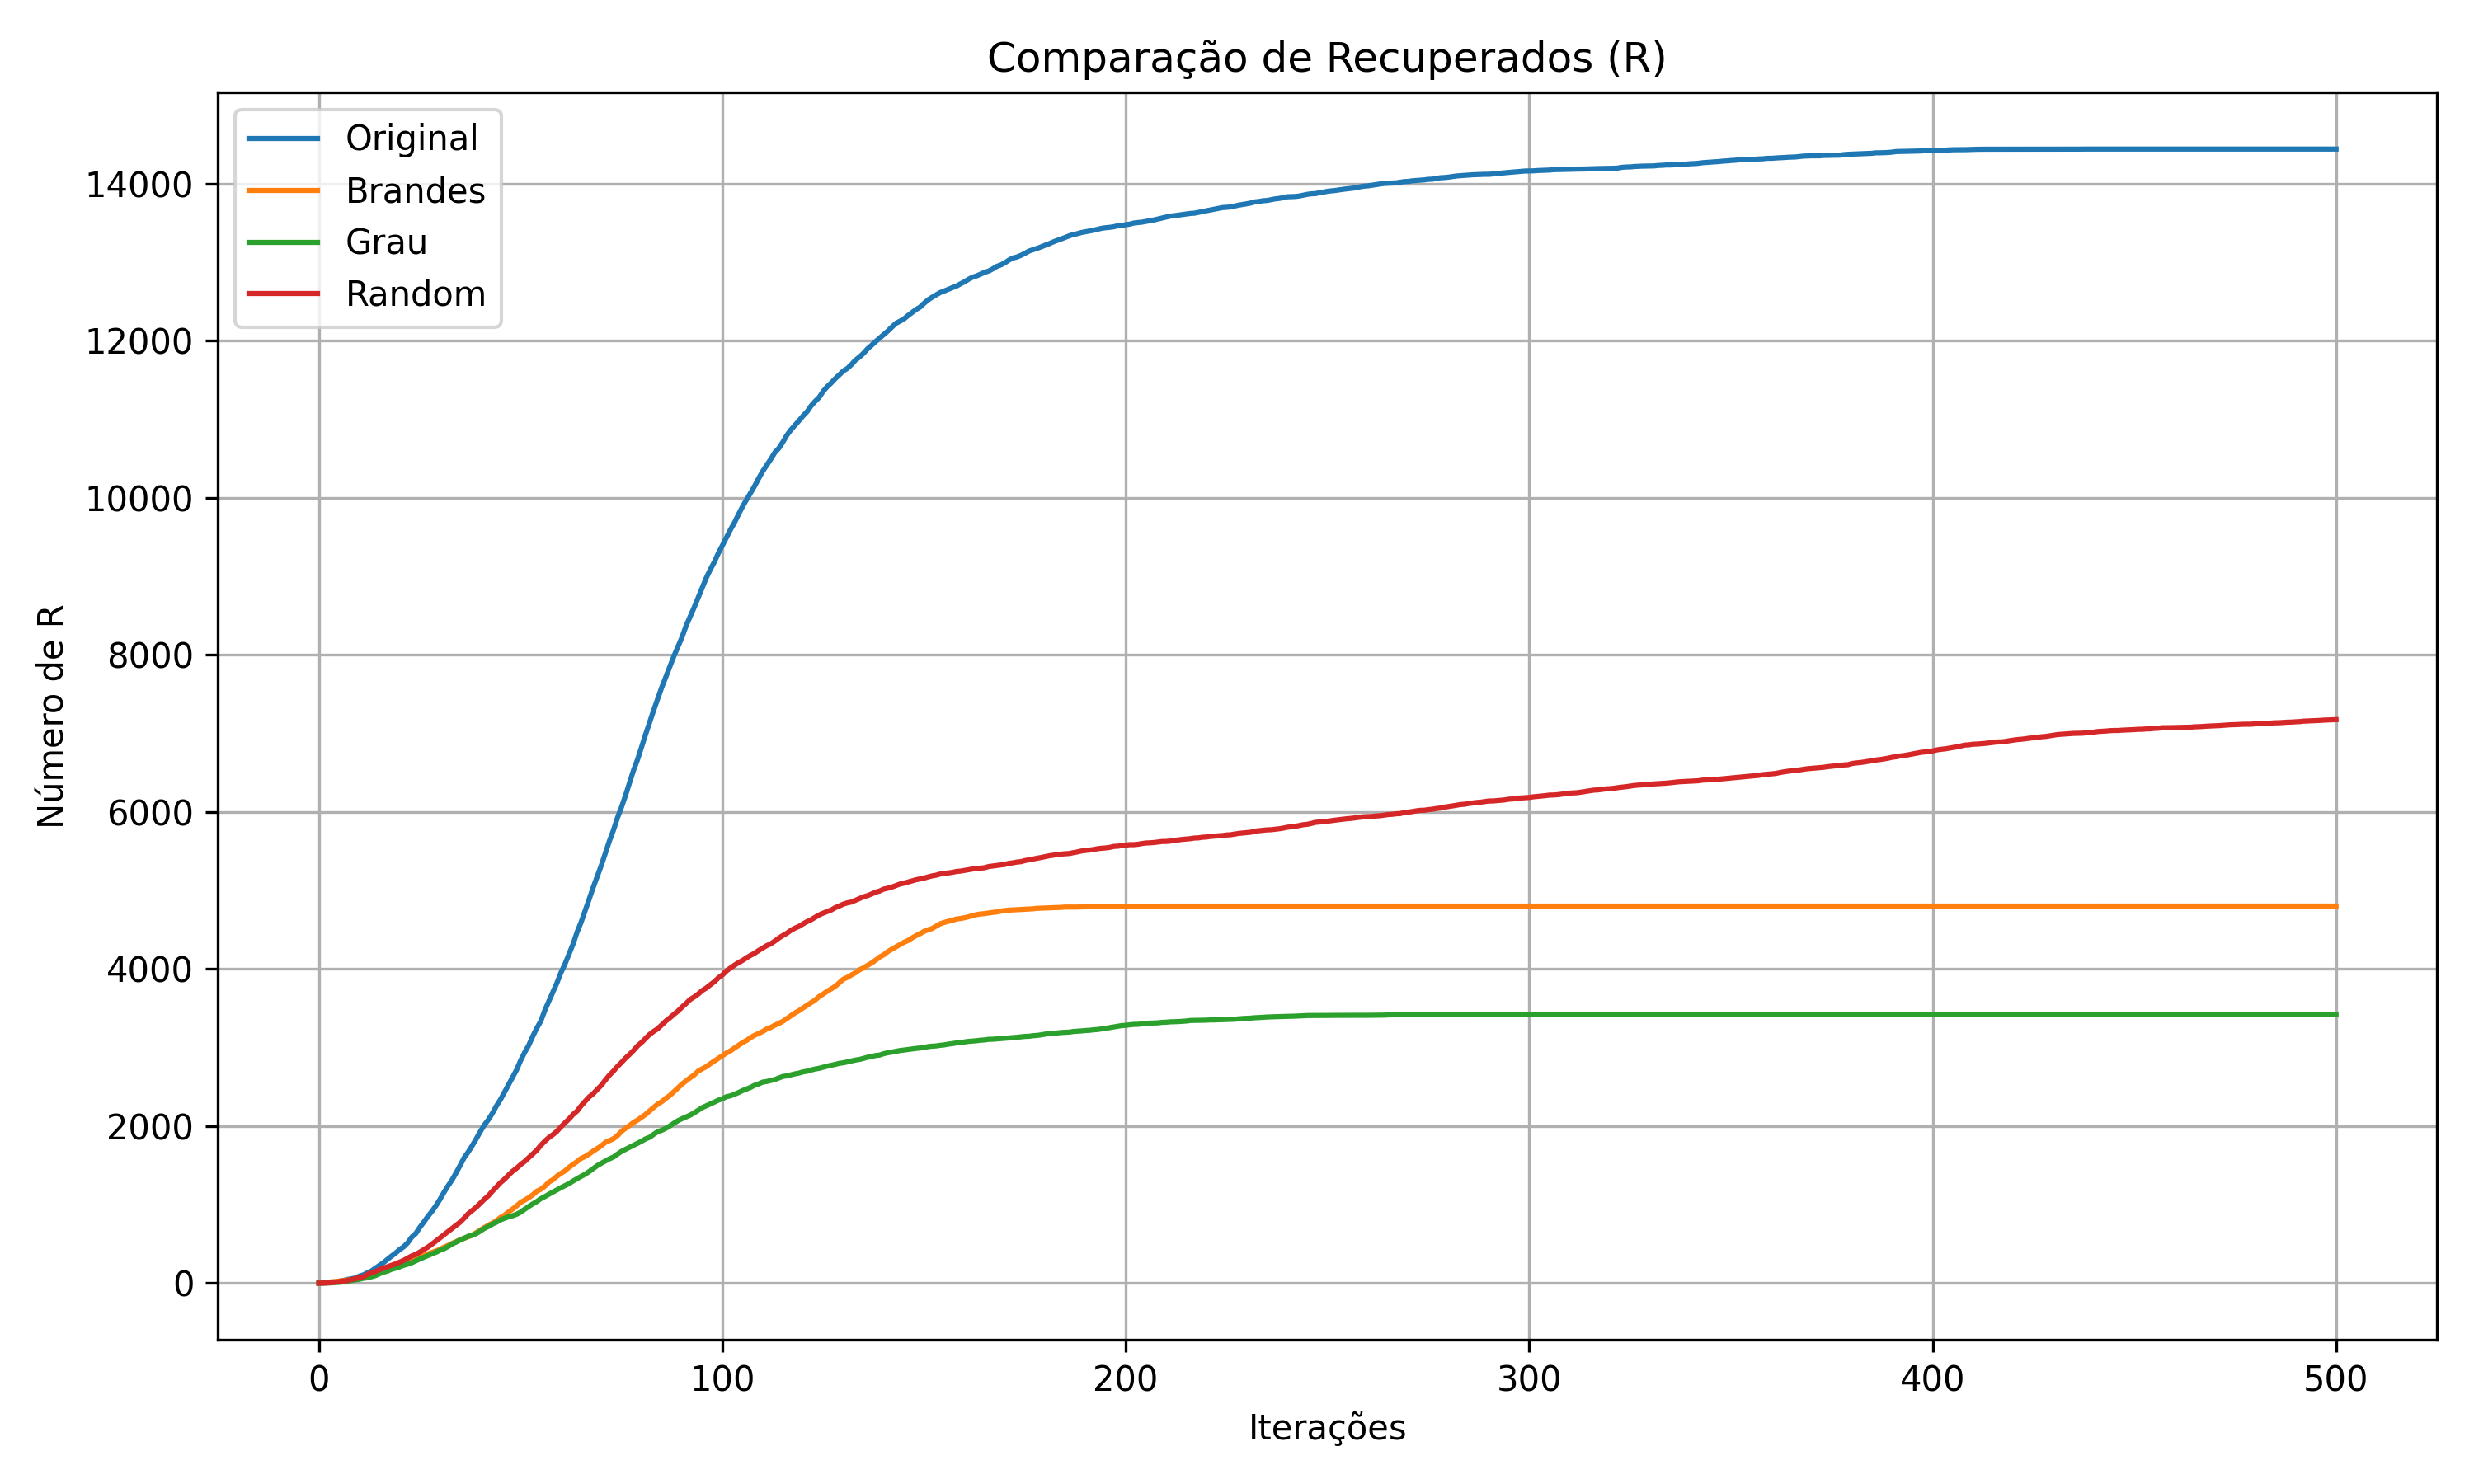 Comparação de Recuperados (R)
Original
Brandes
Grau
Random
14000
12000
10000
8000
6000
4000
2000
0
Número de R
0 100 200 300 400 500
Iterações